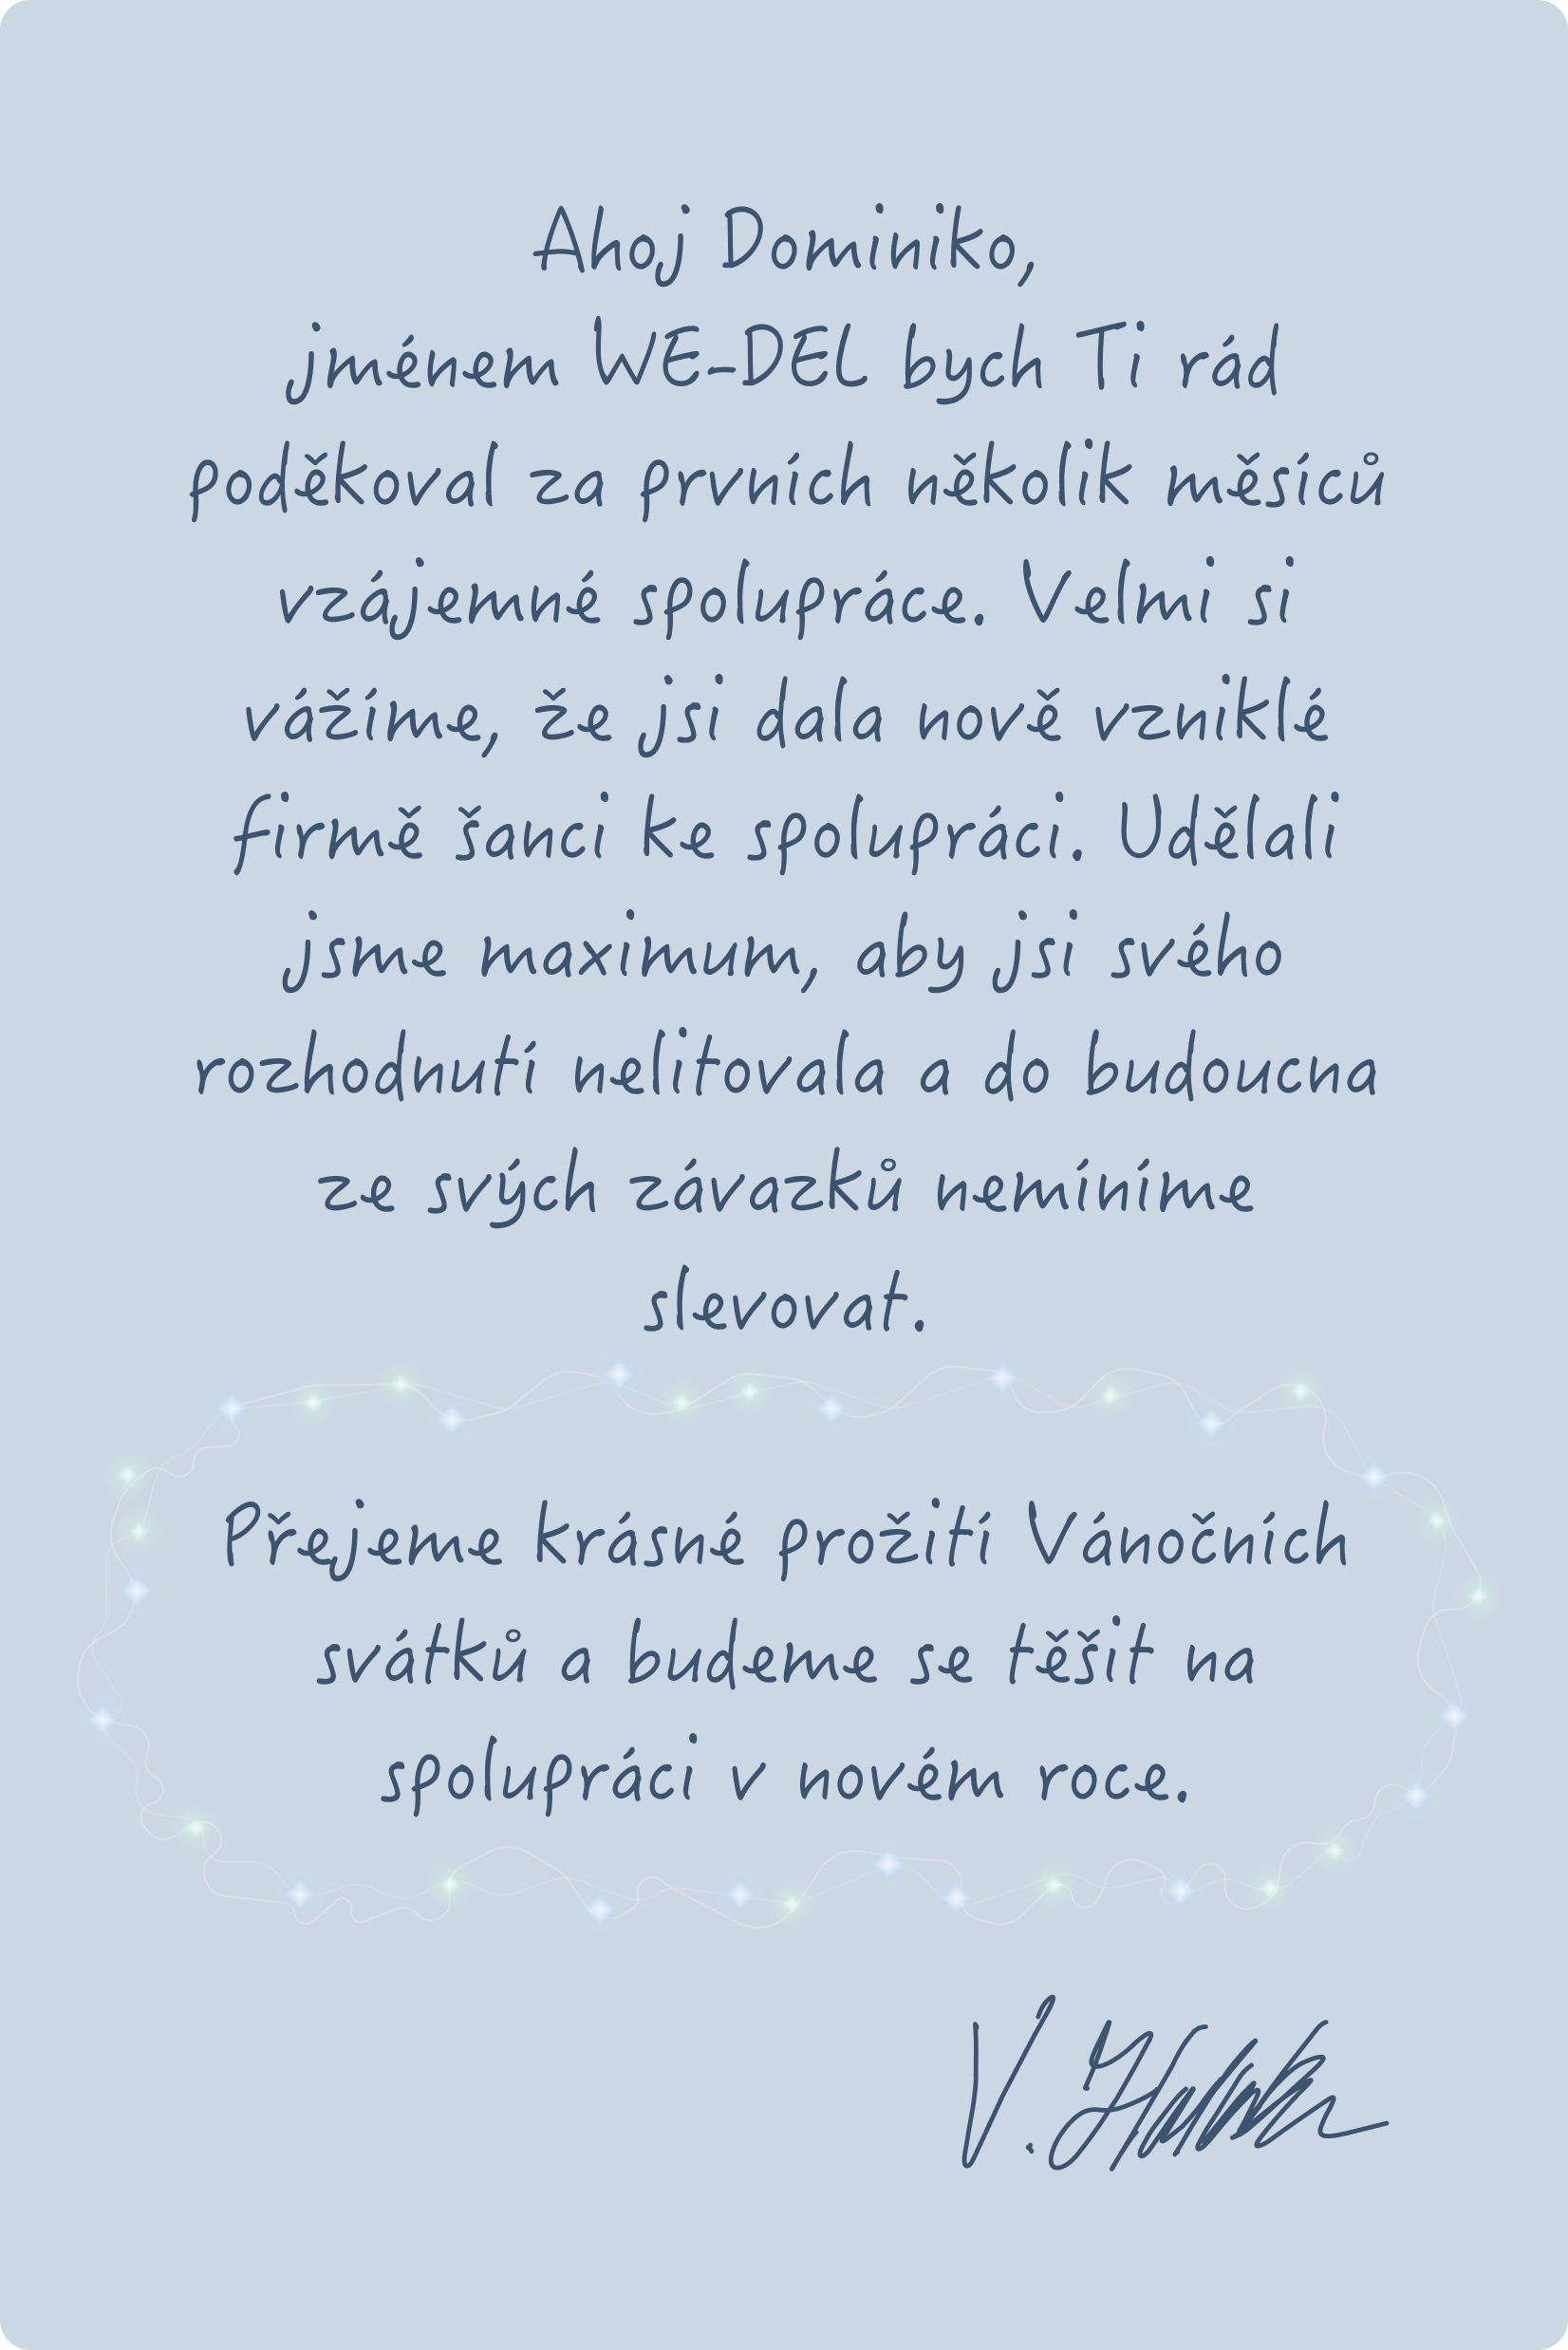 Ahoj Dominiko,
jménem WE-DEL bych Ti rád
poděkoval za prvních několik měsíců
vzájemné spolupráce. Velmi si
vážíme, že jsi dala nově vzniklé
firmě šanci ke spolupráci. Udělali
jsme maximum, aby jsi svého
rozhodnutí nelitovala a do budoucna
ze svých závazků nemíníme
slevovat.
Přejeme krásné prožití Vánočních
svátků a budeme se těšit na
spolupráci v novém roce.
V.